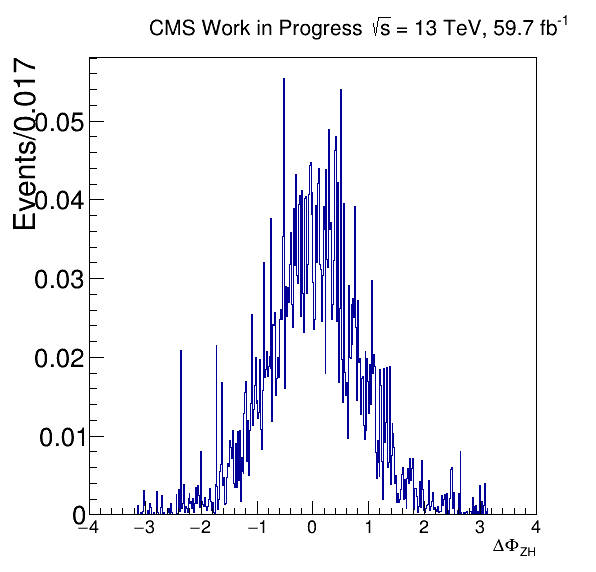 CMS Work in Progress √s = 13 TeV, 59.7 fb⁻¹
Events/0.017
0.05
0.04
0.03
0.02
0.01
0
−4 −3 −2 −1 0 1 2 3 4
ΔΦ_ZH